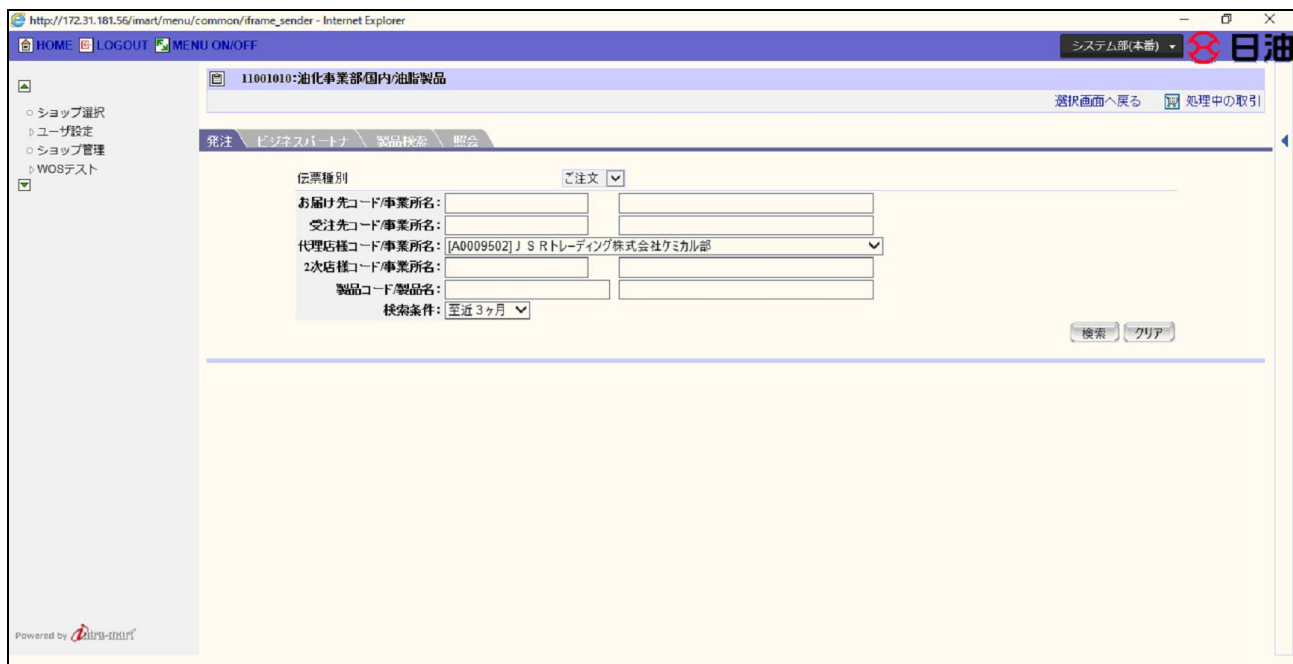 http://172.31.181.56/imart/menu/common/iframe_sender - Internet Explorer
HOME LOGOUT MENU ON/OFF
システム部(本番)
日油
11001010:油化事業部/国内/油脂製品
選択画面へ戻る 処理中の取引
ショップ選択
ユーザ設定
ショップ管理
WOSテスト
発注 ビジネスパートナ 製品検索 照会
伝票種別 ご注文
お届け先コード/事業所名:
受注先コード/事業所名:
代理店様コード/事業所名: [A0009502]ＪＳＲトレーディング株式会社ケミカル部
2次店様コード/事業所名:
製品コード/製品名:
検索条件: 至近３ヶ月
検索 クリア
Powered by intra-mart